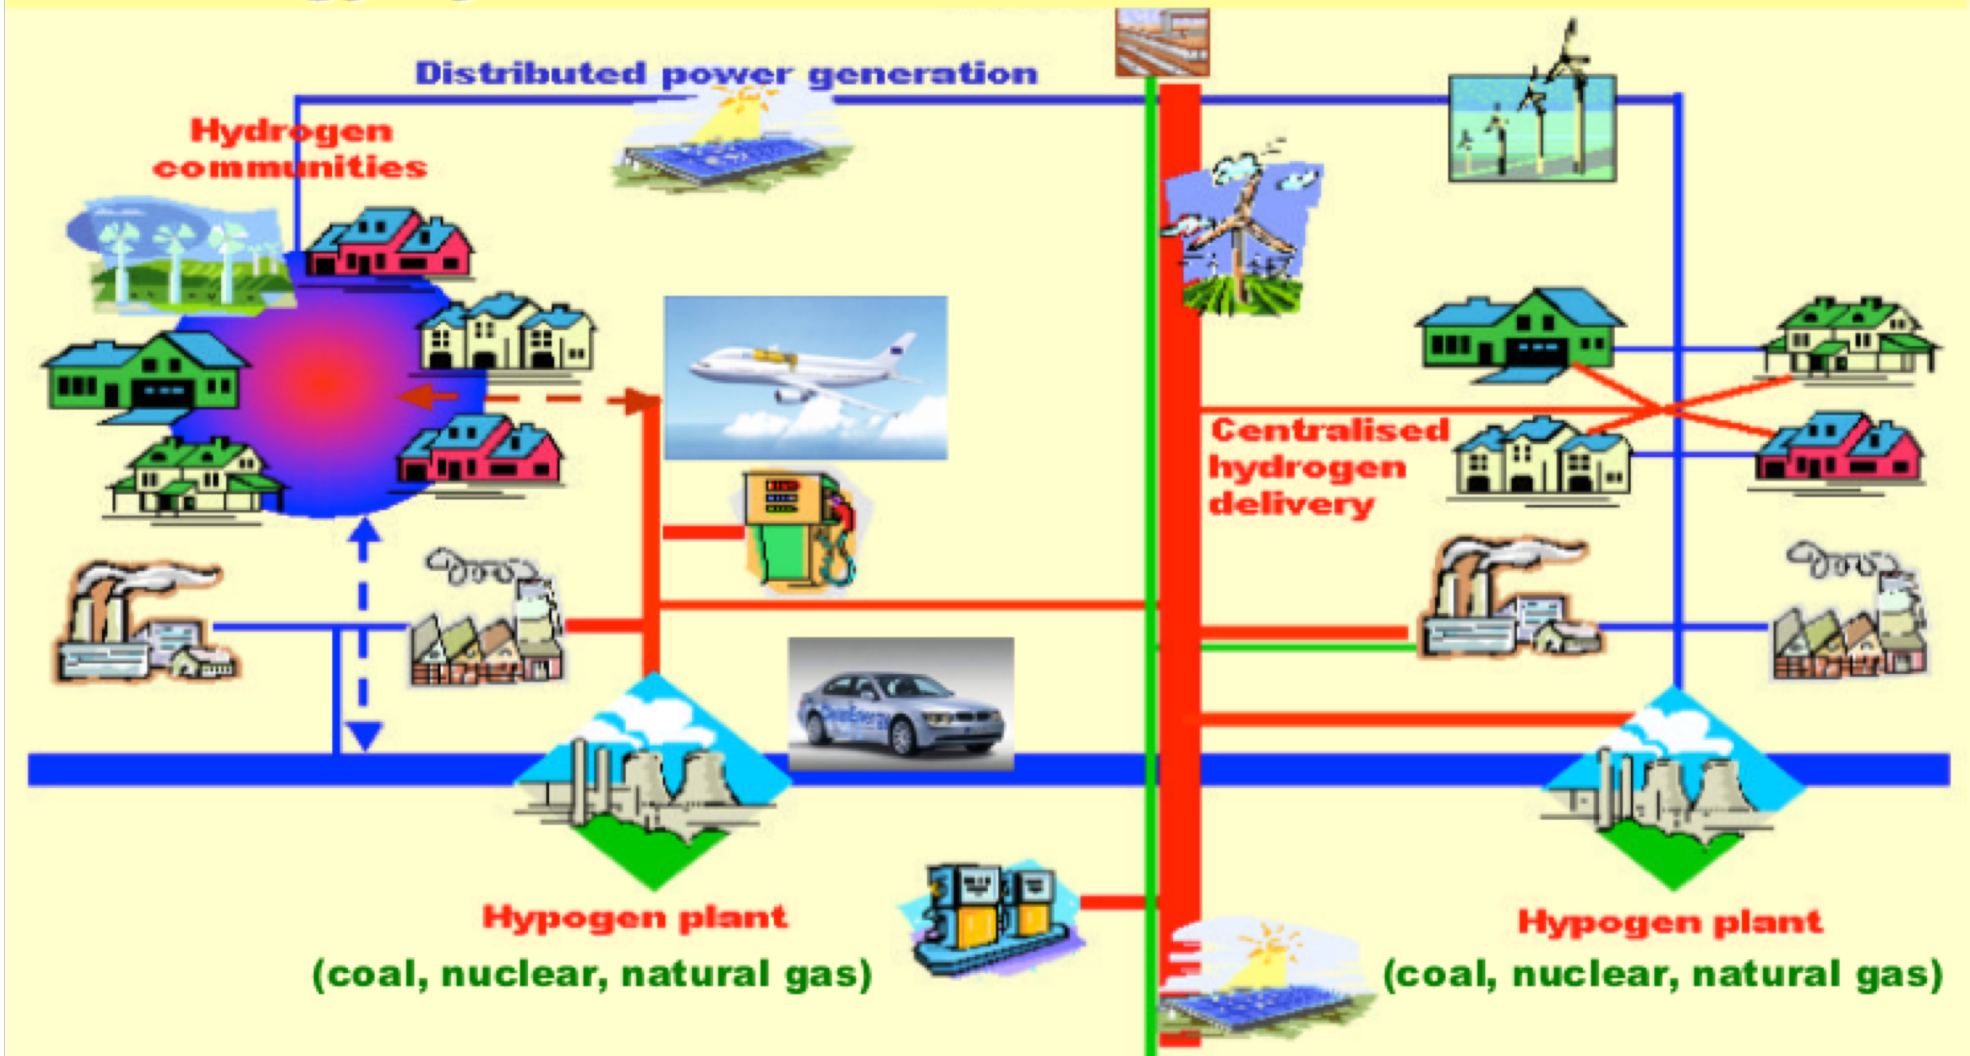 Distributed power generation
Hydrogen
communities
Centralised
hydrogen
delivery
CleanEnergy
Hypogen plant
(coal, nuclear, natural gas)
Hypogen plant
(coal, nuclear, natural gas)